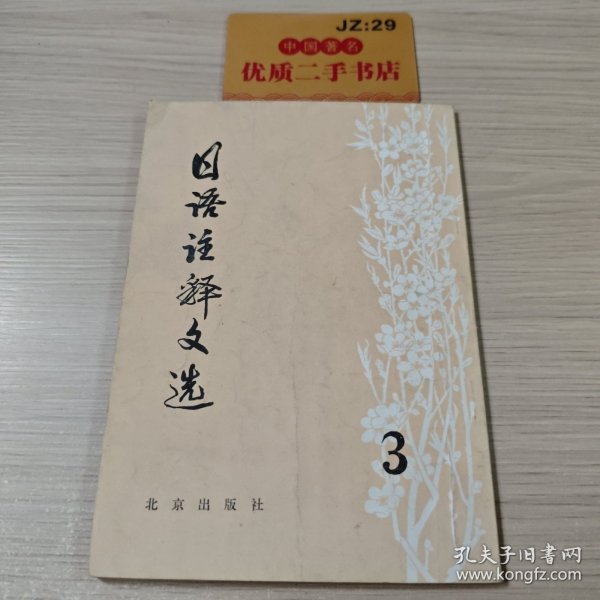 JZ:29
中国著名
优质二手书店
日语註释文选
3
北京出版社
孔夫子旧书网
www.kongfz.com